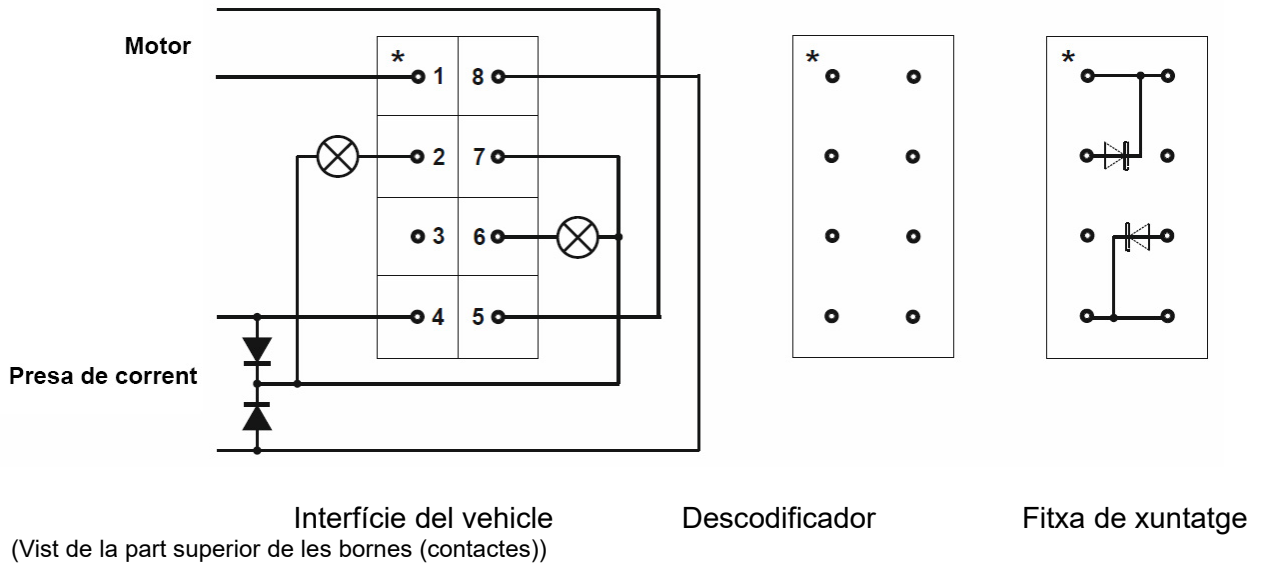 Motor
* * *
1 8
2 7
3 6
4 5
Presa de corrent
Interfície del vehicle Descodificador Fitxa de xuntatge
(Vist de la part superior de les bornes (contactes))